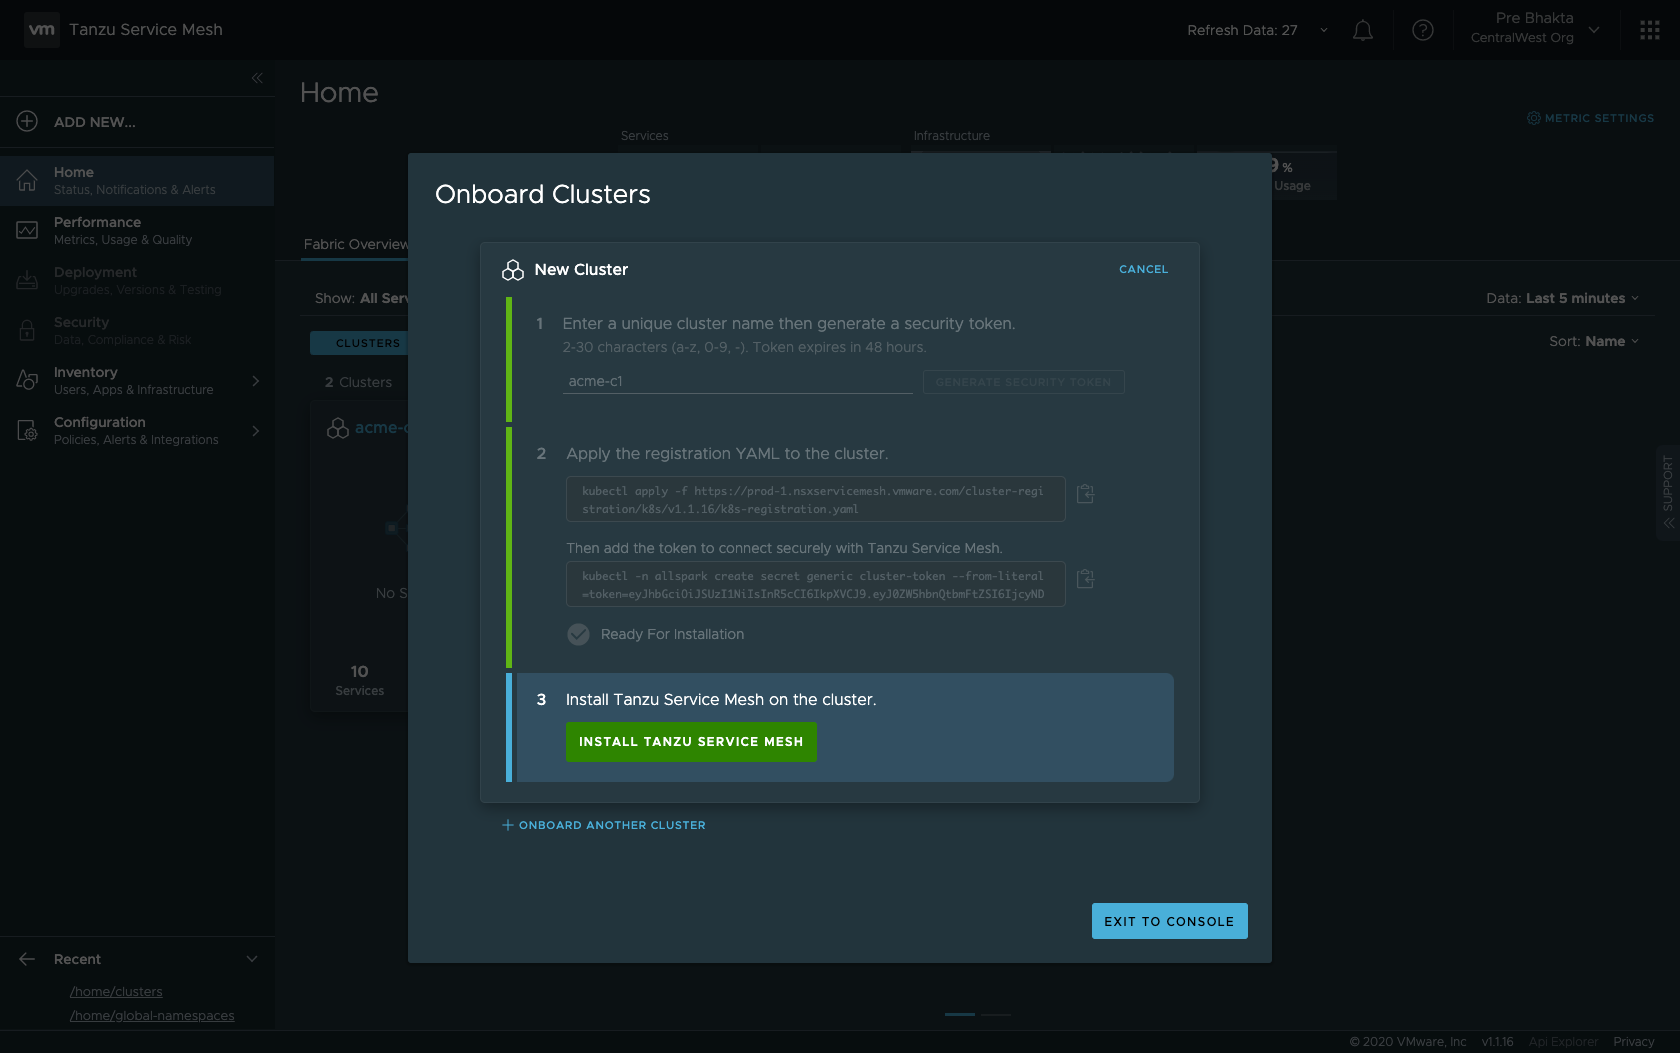 vm Tanzu Service Mesh
Refresh Data: 27
Pre Bhakta
CentralWest Org
ADD NEW...
Home
Status, Notifications & Alerts
Performance
Metrics, Usage & Quality
Deployment
Upgrades, Versions & Testing
Security
Data, Compliance & Risk
Inventory
Users, Apps & Infrastructure
Configuration
Policies, Alerts & Integrations
Recent
/home/clusters
/home/global-namespaces
Home
METRIC SETTINGS
Services
Infrastructure
9 %
Usage
Fabric Overview
Show: All Serv
Data: Last 5 minutes
CLUSTERS
Sort: Name
2 Clusters
acme-c
No S
10
Services
SUPPORT
Onboard Clusters
New Cluster
CANCEL
1 Enter a unique cluster name then generate a security token.
2-30 characters (a-z, 0-9, -). Token expires in 48 hours.
acme-c1
GENERATE SECURITY TOKEN
2 Apply the registration YAML to the cluster.
kubectl apply -f https://prod-1.nsxservicemesh.vmware.com/cluster-regi
stration/k8s/v1.1.16/k8s-registration.yaml
Then add the token to connect securely with Tanzu Service Mesh.
kubectl -n allspark create secret generic cluster-token --from-literal
=token=eyJhbGciOiJSUzI1NiIsInR5cCI6IkpXVCJ9.eyJ0ZW5hbnQtbmFtZSI6IjcyND
Ready For Installation
3 Install Tanzu Service Mesh on the cluster.
INSTALL TANZU SERVICE MESH
ONBOARD ANOTHER CLUSTER
EXIT TO CONSOLE
© 2020 VMware, Inc v1.1.16 Api Explorer Privacy